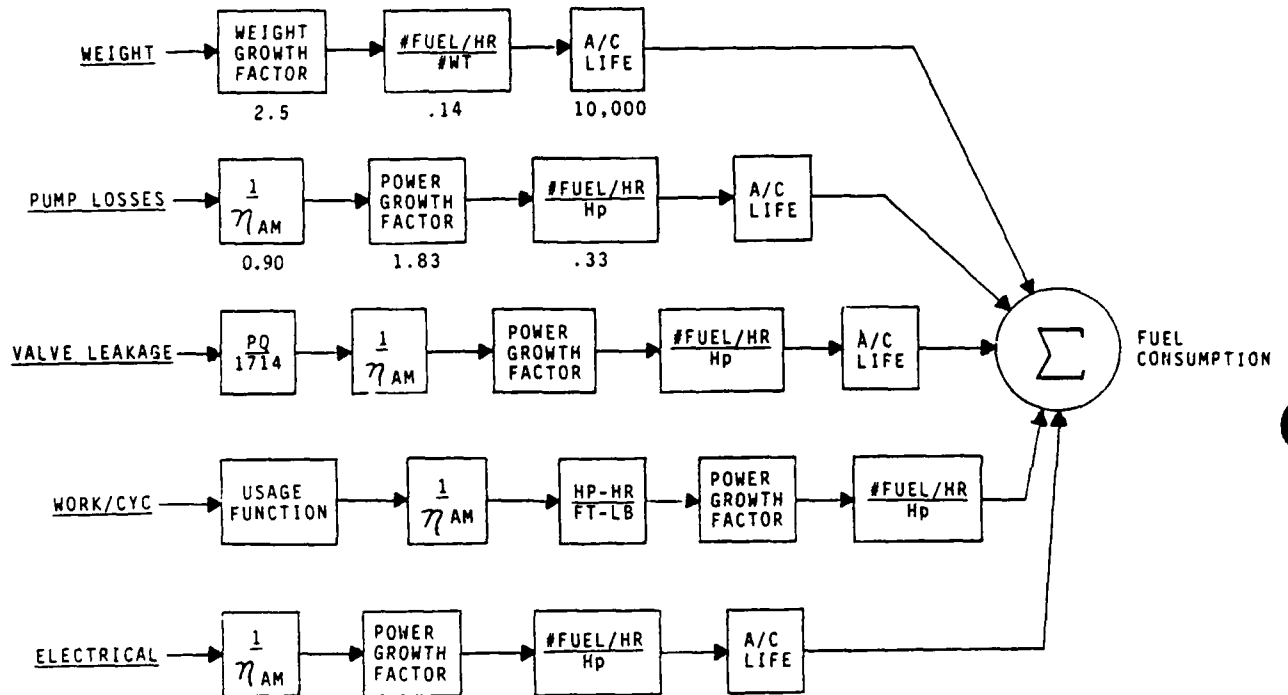 WEIGHT
WEIGHT
GROWTH
FACTOR
2.5
#FUEL/HR
#WT
.14
A/C
LIFE
10,000
PUMP LOSSES
1
η AM
0.90
POWER
GROWTH
FACTOR
1.83
#FUEL/HR
Hp
.33
A/C
LIFE
VALVE LEAKAGE
PQ
1714
1
η AM
POWER
GROWTH
FACTOR
#FUEL/HR
Hp
A/C
LIFE
Σ
FUEL
CONSUMPTION
WORK/CYC
USAGE
FUNCTION
1
η AM
HP-HR
FT-LB
POWER
GROWTH
FACTOR
#FUEL/HR
Hp
ELECTRICAL
1
η AM
POWER
GROWTH
FACTOR
#FUEL/HR
Hp
A/C
LIFE